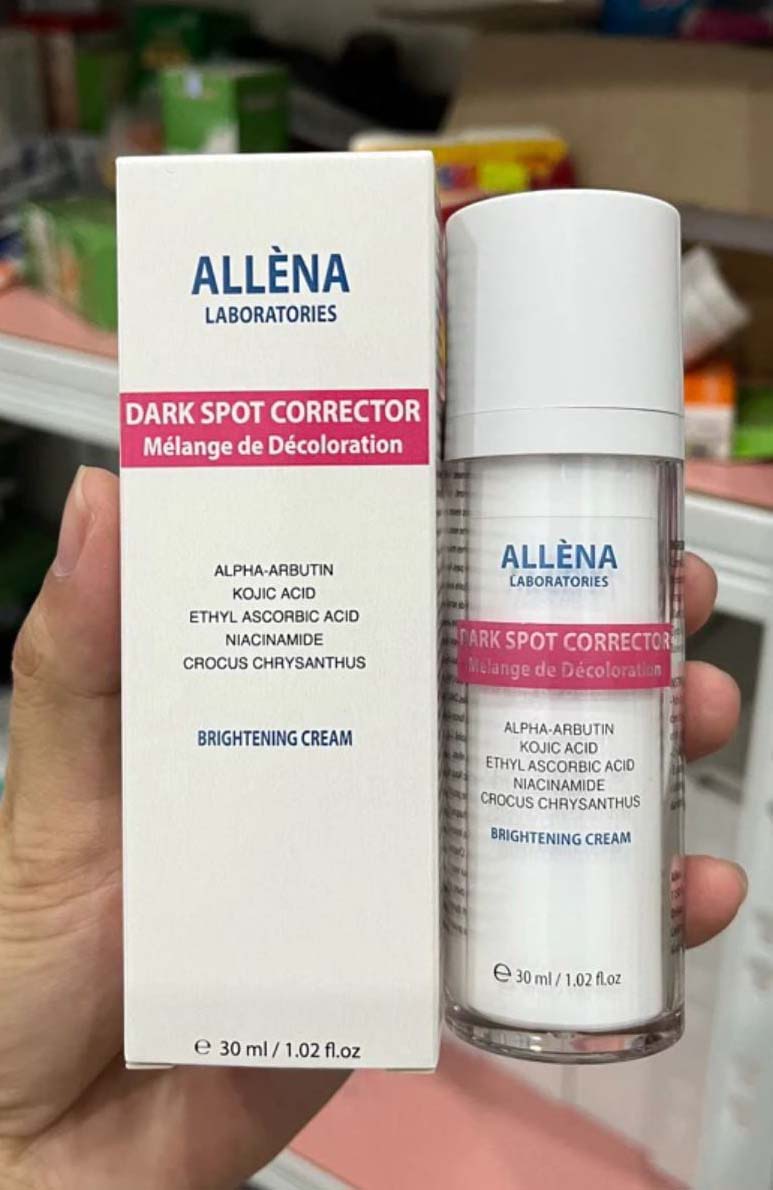 ALLÈNA
LABORATORIES
DARK SPOT CORRECTOR
Mélange de Décoloration
ALPHA-ARBUTIN
KOJIC ACID
ETHYL ASCORBIC ACID
NIACINAMIDE
CROCUS CHRYSANTHUS
BRIGHTENING CREAM
℮ 30 ml / 1.02 fl.oz
ALLÈNA
LABORATORIES
DARK SPOT CORRECTOR
Mélange de Décoloration
ALPHA-ARBUTIN
KOJIC ACID
ETHYL ASCORBIC ACID
NIACINAMIDE
CROCUS CHRYSANTHUS
BRIGHTENING CREAM
℮ 30 ml / 1.02 fl.oz